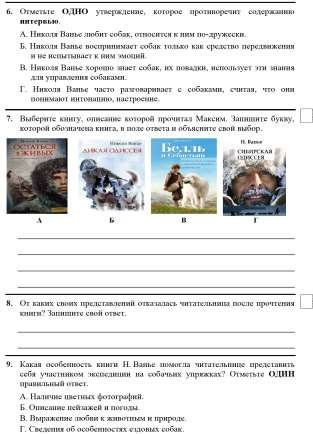 6. Отметьте ОДНО утверждение, которое противоречит содержанию
интервью.
А. Николя Ванье любит собак, относится к ним по-дружески.
Б. Николя Ванье воспринимает собак только как средство передвижения
и не испытывает к ним эмоций.
В. Николя Ванье хорошо знает собак, их повадки, использует эти знания
для управления собаками.
Г. Николя Ванье часто разговаривает с собаками, считая, что они
понимают интонацию, настроение.
7. Выберите книгу, описание которой прочитал Максим. Запишите букву,
которой обозначена книга, в поле ответа и объясните свой выбор.
ОСТАТЬСЯ
В ЖИВЫХ
Николя Ванье
ДИКАЯ ОДИССЕЯ
Белль
и Себастьян
Н. Ванье
СИБИРСКАЯ
ОДИССЕЯ
А Б В Г
8. От каких своих представлений отказалась читательница после прочтения
книги? Запишите свой ответ.
9. Какая особенность книги Н. Ванье помогла читательнице представить
себя участником экспедиции на собачьих упряжках? Отметьте ОДИН
правильный ответ.
А. Наличие цветных фотографий.
Б. Описание пейзажей и погоды.
В. Выражение любви к животным и природе.
Г. Сведения об особенностях ездовых собак.